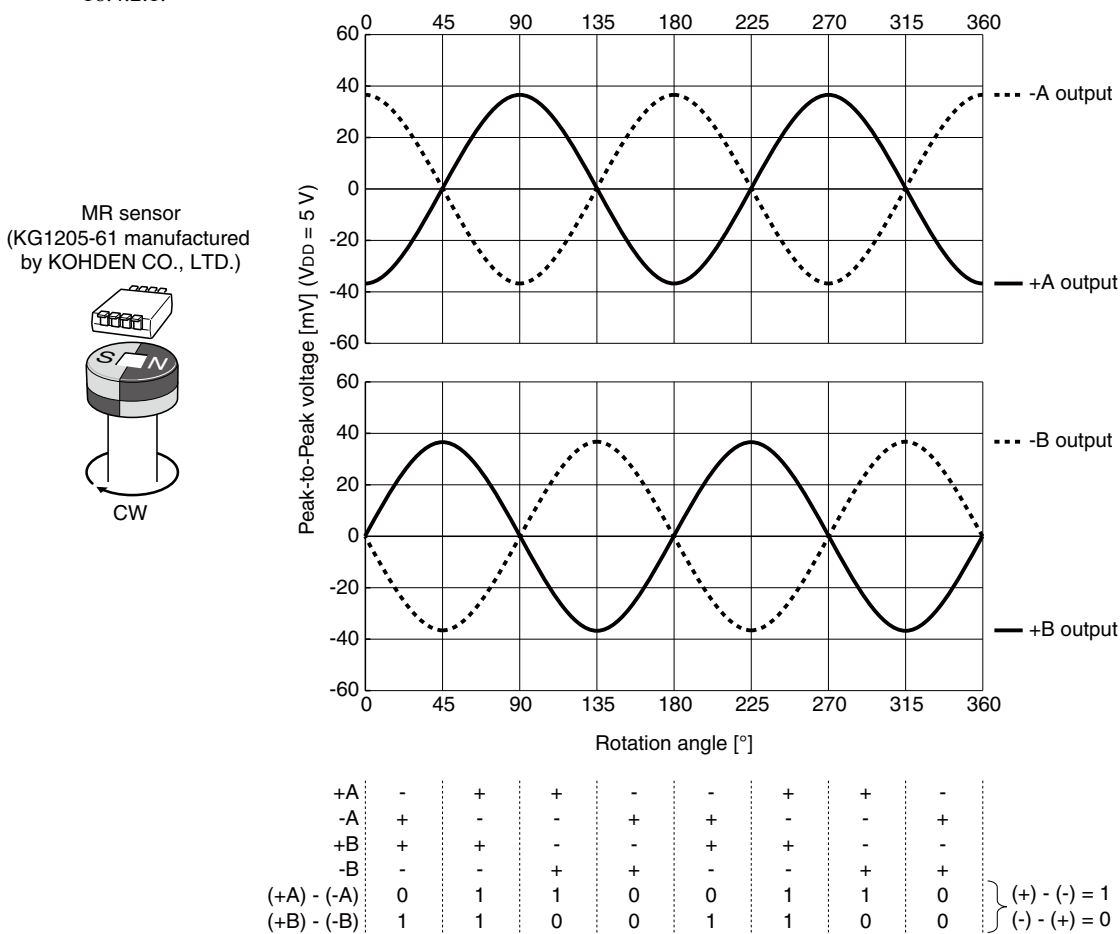 0 45 90 135 180 225 270 315 360
60
40
20
0
-20
-40
-60
-A output
+A output
MR sensor
(KG1205-61 manufactured
by KOHDEN CO., LTD.)
S N
CW
Peak-to-Peak voltage [mV] (VDD = 5 V)
60
40
20
0
-20
-40
-60
-B output
+B output
0 45 90 135 180 225 270 315 360
Rotation angle [°]
+A - + + - - + + -
-A + - - + + - - +
+B + + - - + + - -
-B - - + + - - + +
(+A) - (-A) 0 1 1 0 0 1 1 0 (+) - (-) = 1
(+B) - (-B) 1 1 0 0 1 1 0 0 (-) - (+) = 0